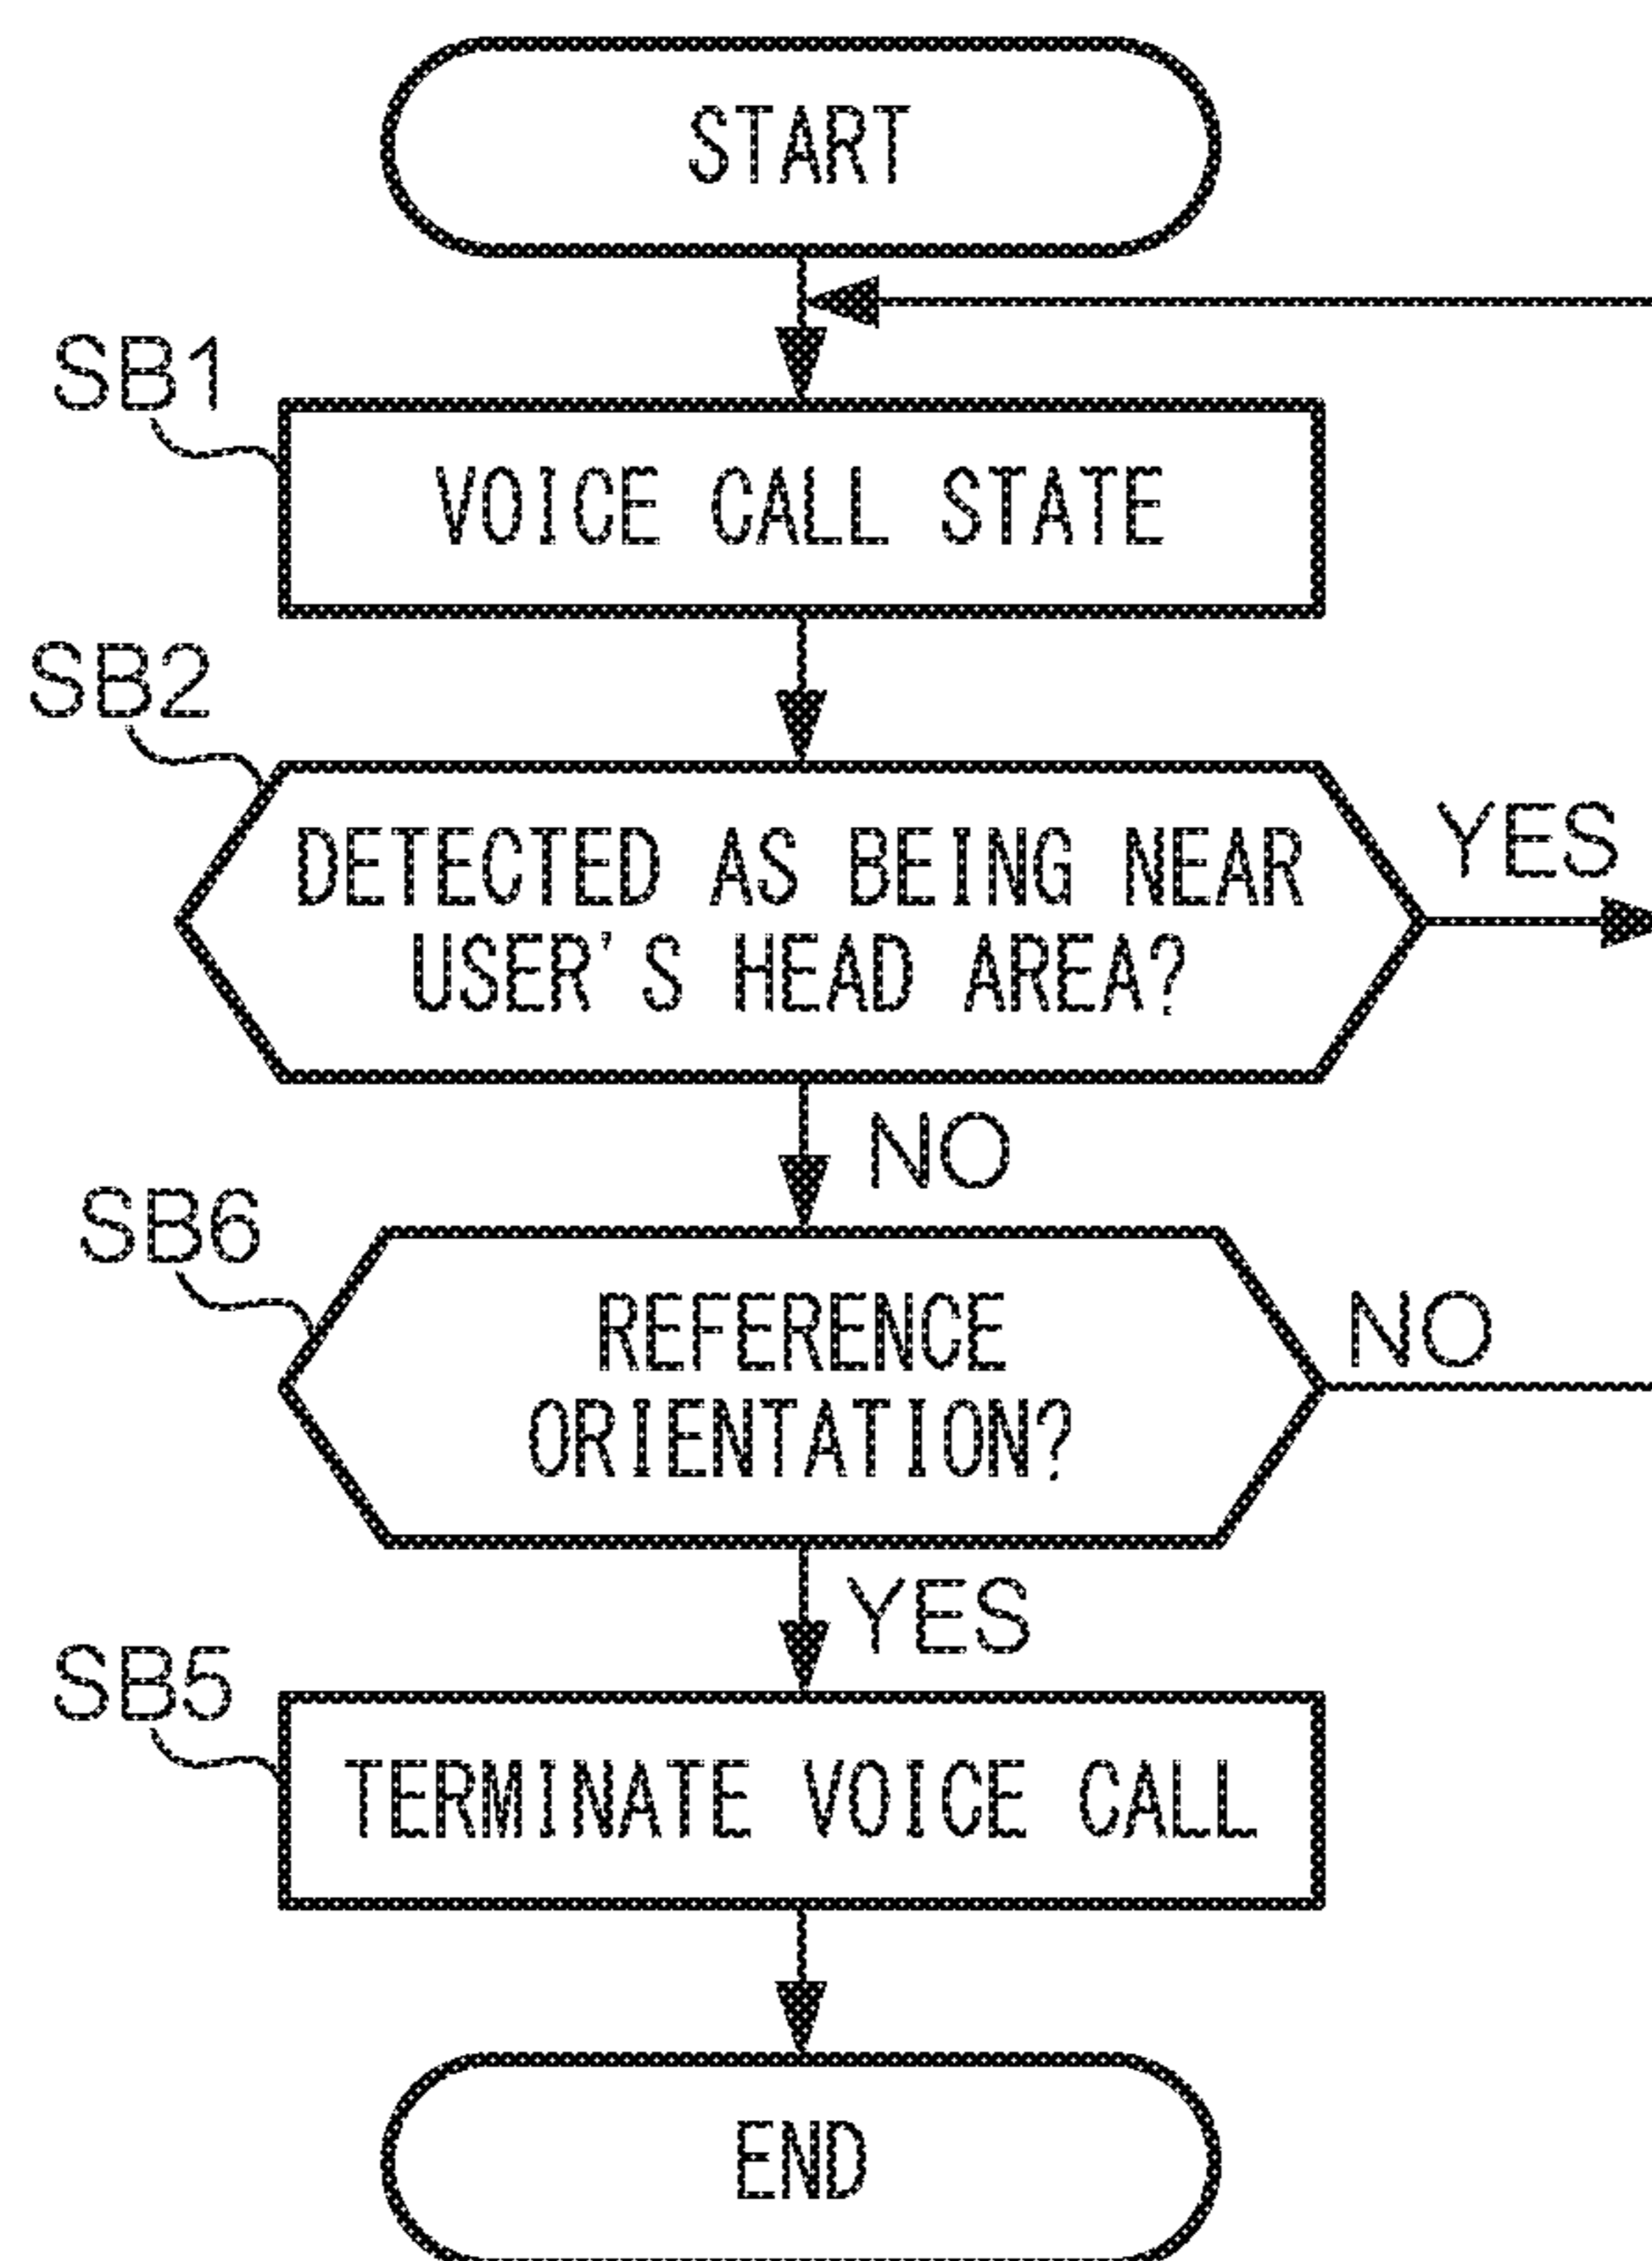 START
SB1
VOICE CALL STATE
SB2
DETECTED AS BEING NEAR
USER'S HEAD AREA?
YES
NO
SB6
REFERENCE
ORIENTATION?
NO
YES
SB5
TERMINATE VOICE CALL
END